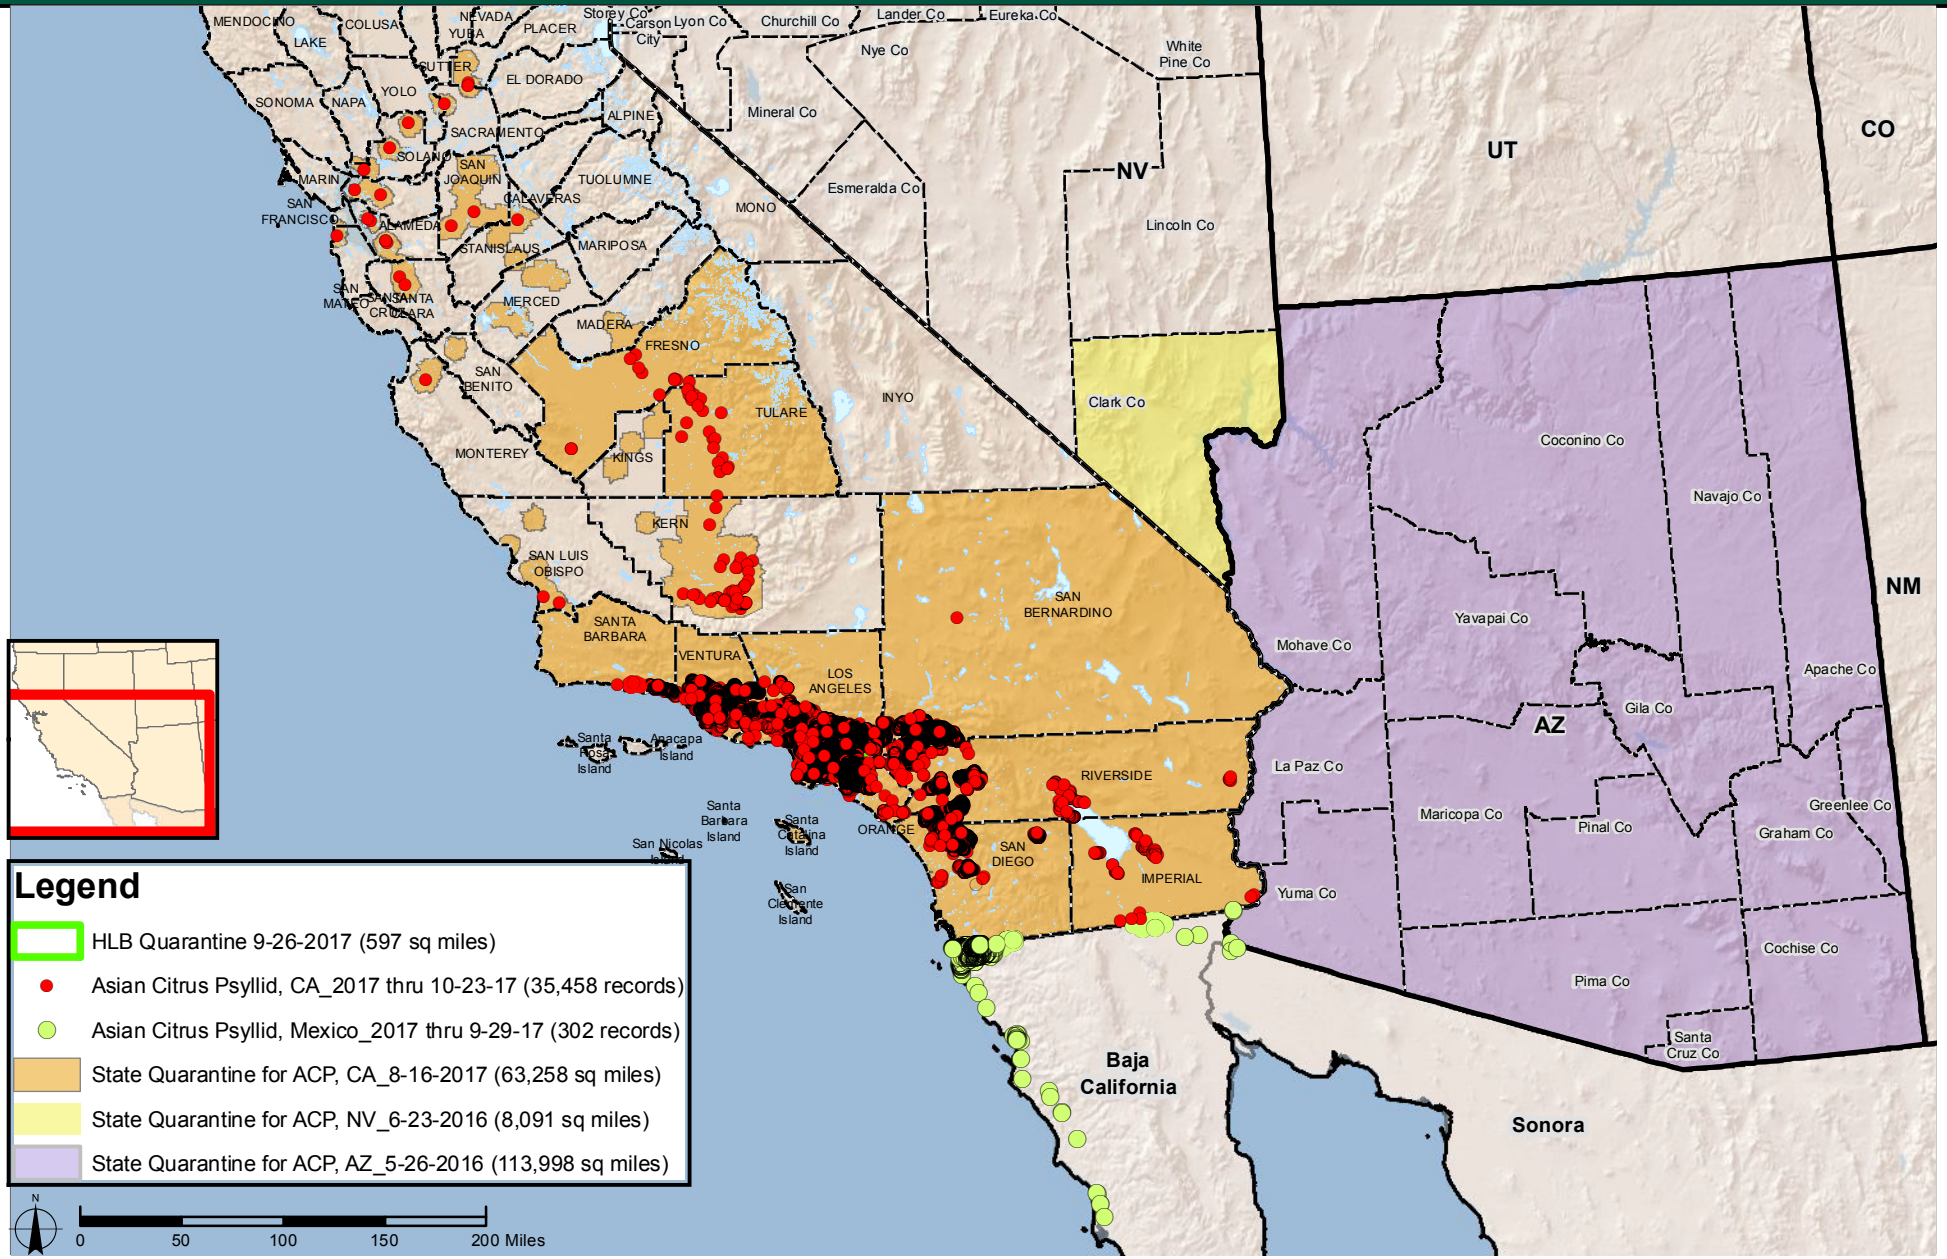 MENDOCINO
COLUSA
NEVADA
YUBA
PLACER
Storey Co
Carson
City
Lyon Co
Churchill Co
Lander Co
Eureka Co
LAKE
SUTTER
EL DORADO
Nye Co
White
Pine Co
SONOMA
NAPA
YOLO
SACRAMENTO
ALPINE
Mineral Co
UT
CO
SOLANO
SAN
JOAQUIN
MARIN
TUOLUMNE
CALAVERAS
Esmeralda Co
NV
SAN
FRANCISCO
ALAMEDA
MONO
Lincoln Co
STANISLAUS
MARIPOSA
SAN
MATEO
SANTA
CRUZ
SANTA
CLARA
MERCED
MADERA
FRESNO
SAN
BENITO
TULARE
INYO
Clark Co
Coconino Co
MONTEREY
KINGS
Navajo Co
KERN
SAN LUIS
OBISPO
NM
SAN
BERNARDINO
Yavapai Co
SANTA
BARBARA
VENTURA
Mohave Co
LOS
ANGELES
Apache Co
Gila Co
AZ
Santa
Rosa
Island
Anacapa
Island
RIVERSIDE
La Paz Co
Santa
Barbara
Island
Santa
Catalina
Island
ORANGE
Maricopa Co
Pinal Co
Greenlee Co
Graham Co
San Nicolas
Island
SAN
DIEGO
IMPERIAL
San
Clemente
Island
Yuma Co
Cochise Co
Pima Co
Santa
Cruz Co
Baja
California
Sonora
Legend
HLB Quarantine 9-26-2017 (597 sq miles)
Asian Citrus Psyllid, CA_2017 thru 10-23-17 (35,458 records)
Asian Citrus Psyllid, Mexico_2017 thru 9-29-17 (302 records)
State Quarantine for ACP, CA_8-16-2017 (63,258 sq miles)
State Quarantine for ACP, NV_6-23-2016 (8,091 sq miles)
State Quarantine for ACP, AZ_5-26-2016 (113,998 sq miles)
N
0 50 100 150 200 Miles